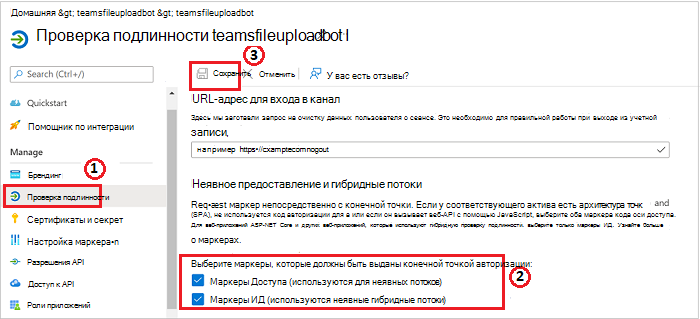 Домашняя &gt; teamsfileuploadbot &gt; teamsfileuploadbot
Проверка подлинности teamsfileuploadbot l
3
Search (Ctrl+/)
Сохранить
Отменить
У вас есть отзывы?
Quickstart
Помощник по интеграции
Manage
1
Брендинг
Проверка подлинности
Сертификаты и секрет
Настройка маркера•п
Разрешения API
Доступ к API
Роли приложений
URL-адрес для входа в канал
Здесь мы заготвали запрос на очистку данных пользователя о сеансе. Это необходимо для правильной работы при выходе из учетной
записи,
например https•//cxamptecomnogout
Неявное предоставление и гибридные потоки
Req•æst маркер непосредственно с конечной точки. Если у соответствующего актива есть архитектура точк and
(SPA), не используется код авторизации для е или если он вызывает веб-API с помощью JavaScript, выберите оба маркера коде оси доступе.
Для веб-приложений ASP-NET Core и других веб-приложений, которые используют гибридную проверку подлинности, выберите только маркеры ИД. Узнайте больше
о маркерах.
Выберите маркеры, которые должны быть выданы конечной точкой авторизации:
2
Маркеры Доступа (используются для неявных потоков)
Маркеры ИД (используются неявные гибридные потоки)